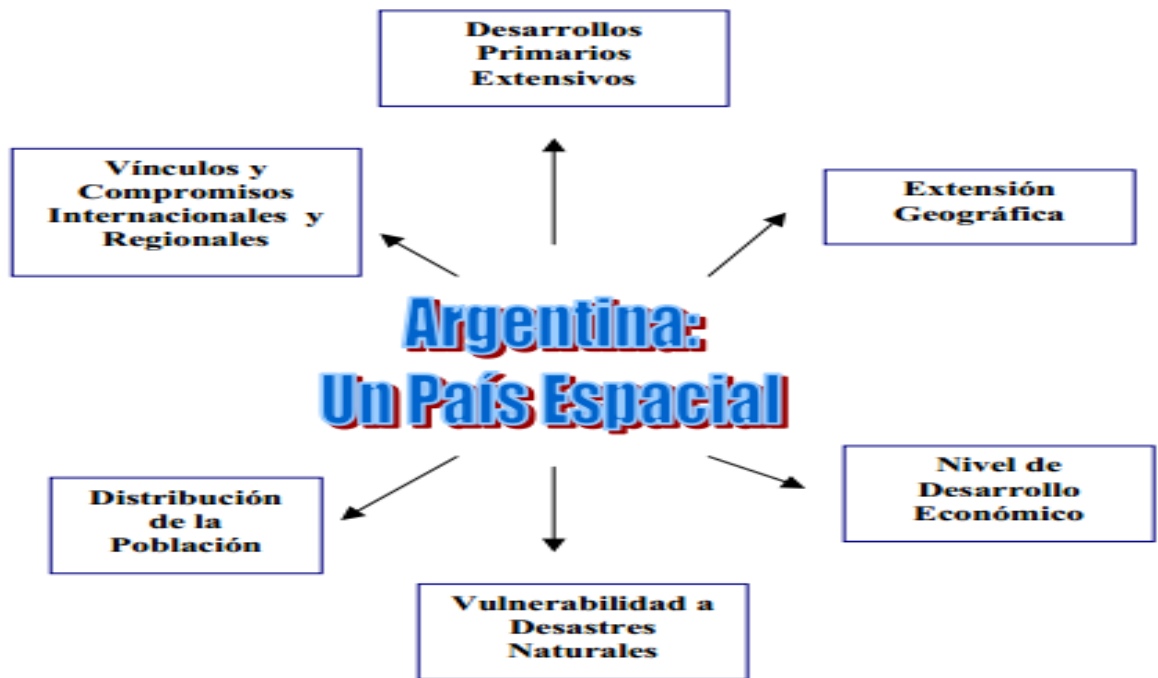 Desarrollos
Primarios
Extensivos
Vínculos y
Compromisos
Internacionales y
Regionales
Extensión
Geográfica
Argentina:
Un País Espacial
Distribución
de la
Población
Nivel de
Desarrollo
Económico
Vulnerabilidad a
Desastres
Naturales